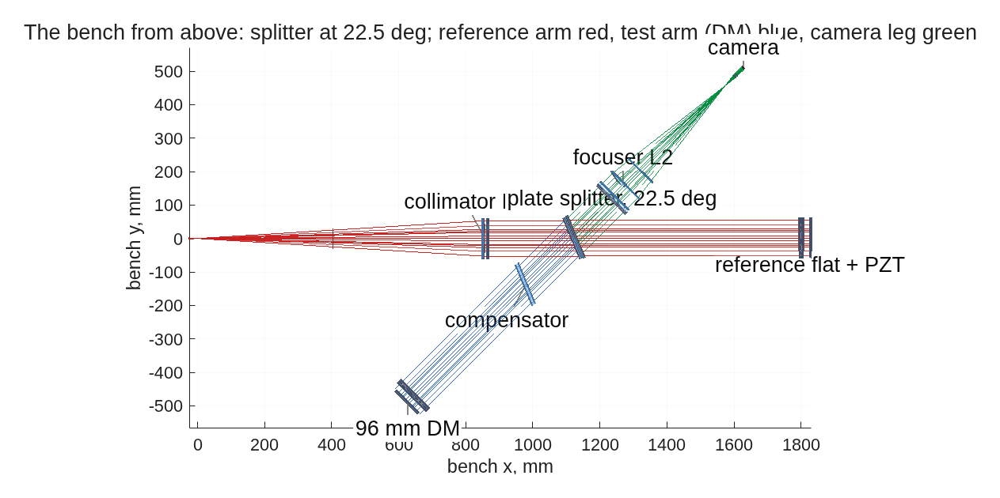 The bench from above: splitter at 22.5 deg; reference arm red, test arm (DM) blue, camera leg green
camera
500
400
300
200
100
0
-100
-200
-300
-400
-500
bench y, mm
focuser L2
collimator
plate splitter, 22.5 deg
reference flat + PZT
compensator
96 mm DM
0
200
400
600
800
1000
1200
1400
1600
1800
bench x, mm